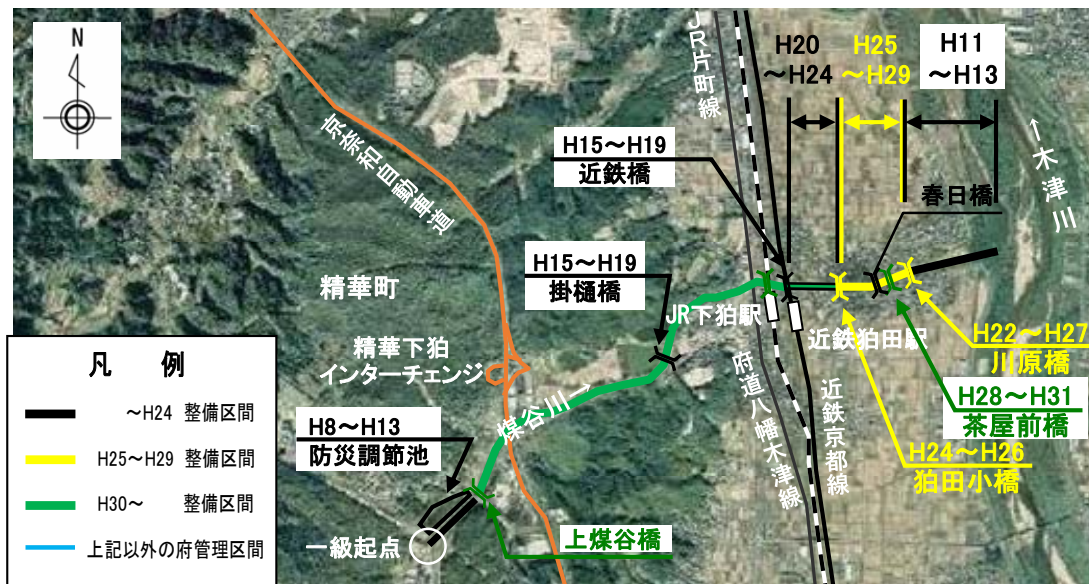 N
H20
～H24
H25
～H29
H11
～H13
JR片町線
京奈和自動車道
H15～H19
近鉄橋
←木津川
春日橋
H15～H19
掛樋橋
精華町
JR下狛駅
近鉄狛田駅
H22～H27
川原橋
精華下狛
インターチェンジ
府道八幡木津線
近鉄京都線
H28～H31
茶屋前橋
煤谷川→
H24～H26
狛田小橋
H8～H13
防災調節池
上煤谷橋
一級起点
凡 例
～H24 整備区間
H25～H29 整備区間
H30～ 整備区間
上記以外の府管理区間